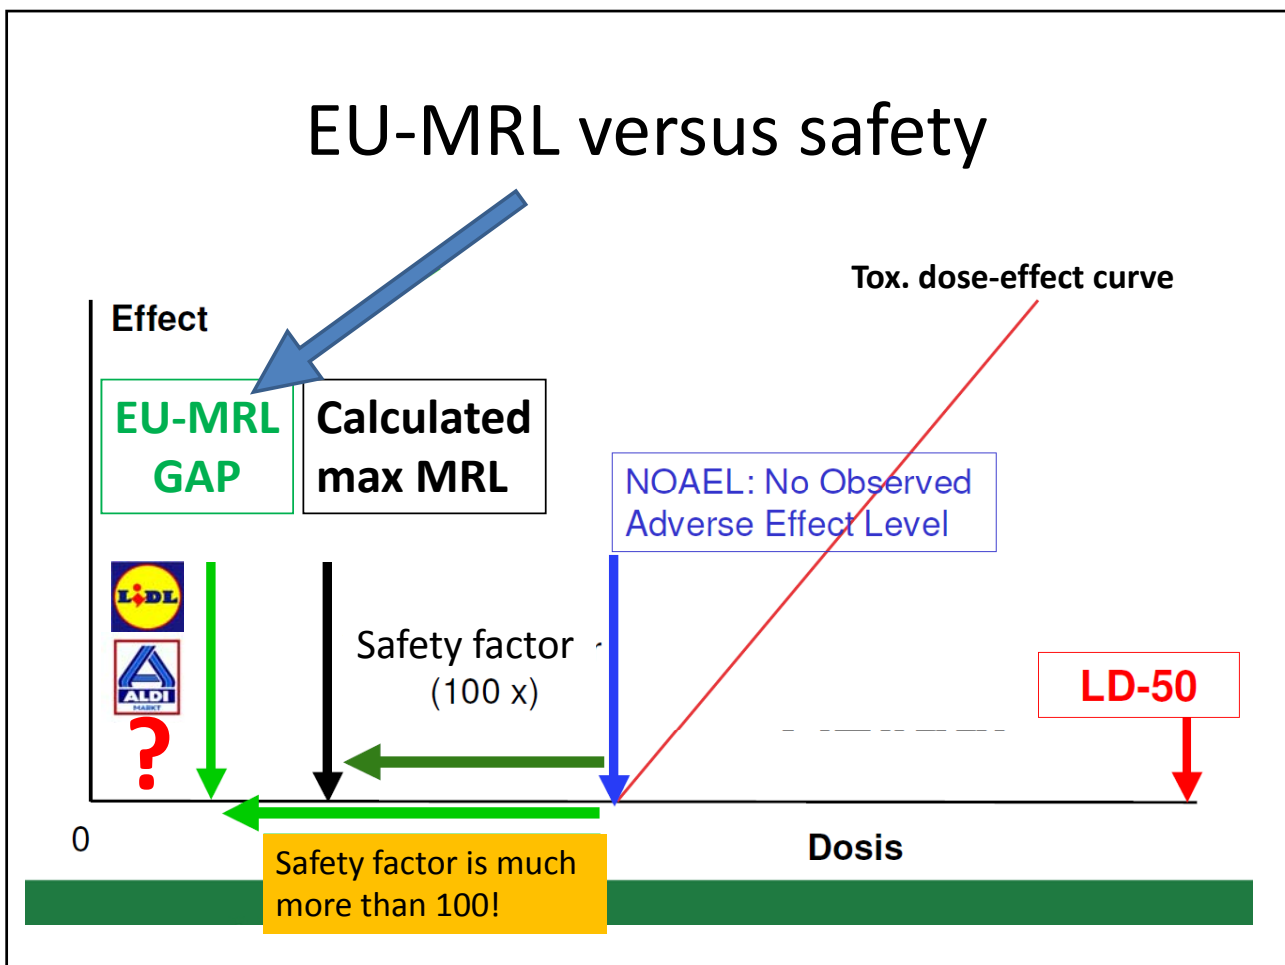 EU-MRL versus safety
Tox. dose-effect curve
Effect
EU-MRL
GAP
Calculated
max MRL
NOAEL: No Observed
Adverse Effect Level
LIDL
Safety factor
(100 x)
ALDI
MARKT
?
LD-50
0
Dosis
Safety factor is much
more than 100!